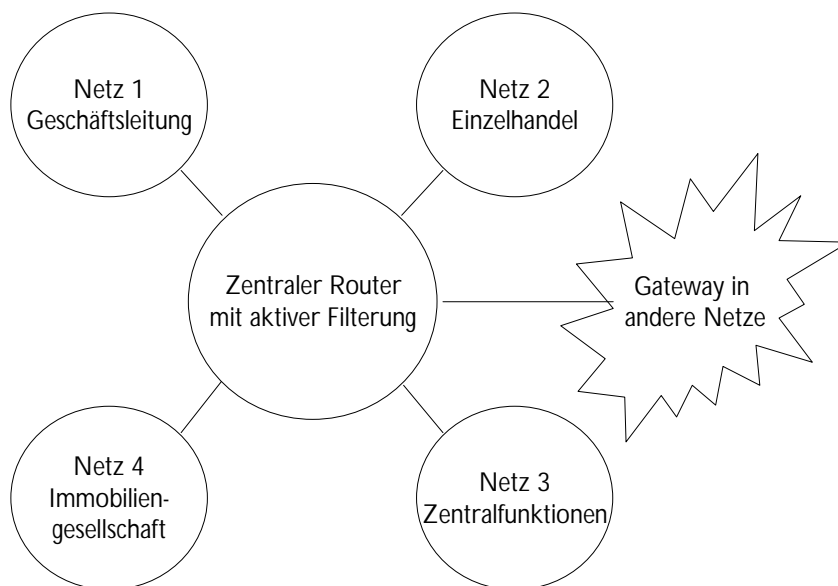 Netz 1
Geschäftsleitung
Netz 2
Einzelhandel
Zentraler Router
mit aktiver Filterung
Gateway in
andere Netze
Netz 4
Immobilien-
gesellschaft
Netz 3
Zentralfunktionen